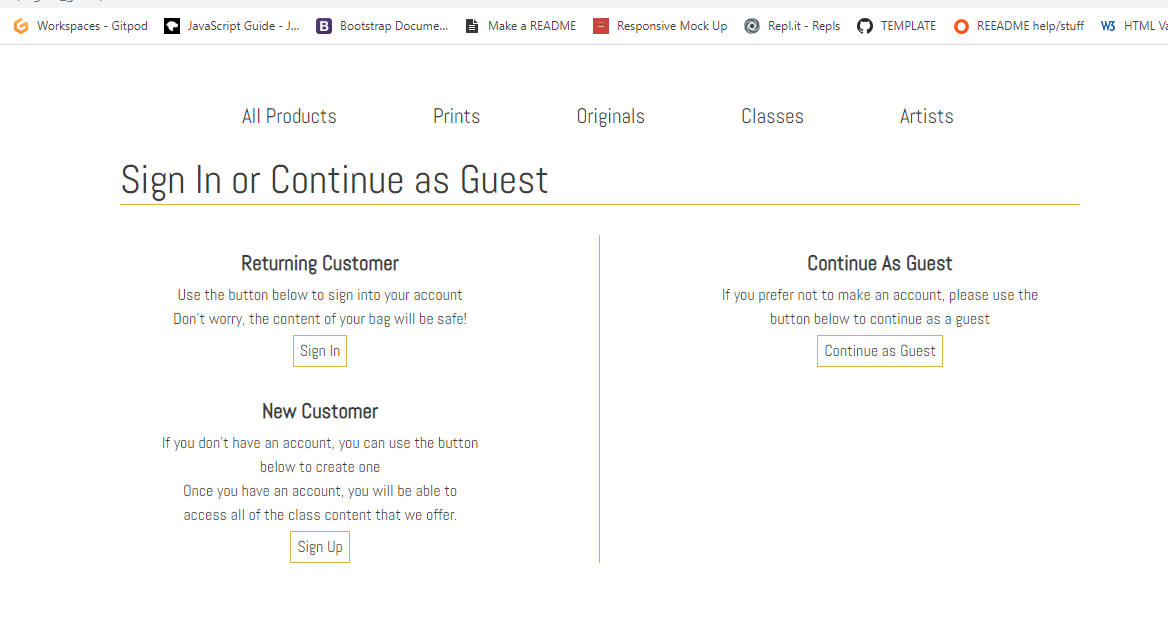 Workspaces - Gitpod JavaScript Guide - J... Bootstrap Docume... Make a README Responsive Mock Up Repl.it - Repls TEMPLATE REEADME help/stuff HTML Va
All Products Prints Originals Classes Artists
Sign In or Continue as Guest
Returning Customer
Use the button below to sign into your account
Don't worry, the content of your bag will be safe!
Sign In
New Customer
If you don't have an account, you can use the button
below to create one
Once you have an account, you will be able to
access all of the class content that we offer.
Sign Up
Continue As Guest
If you prefer not to make an account, please use the
button below to continue as a guest
Continue as Guest